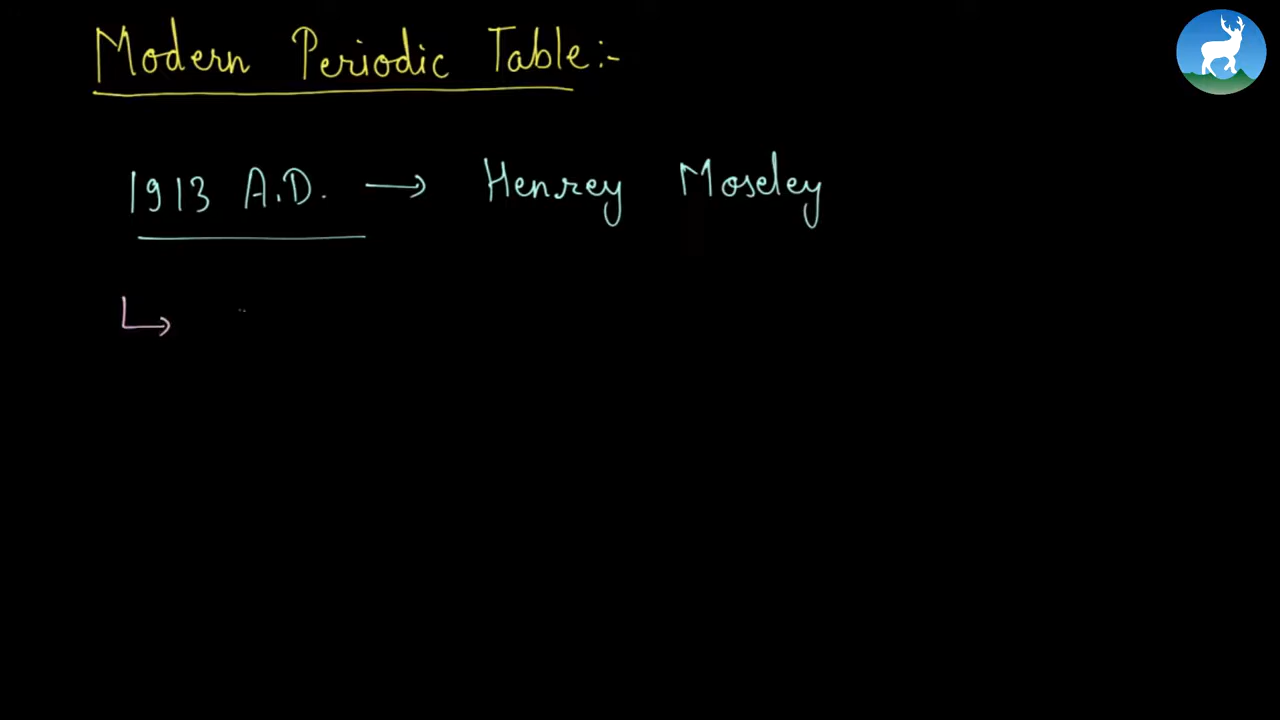 Modern Periodic Table:-
1913 A.D. → Henrey Moseley